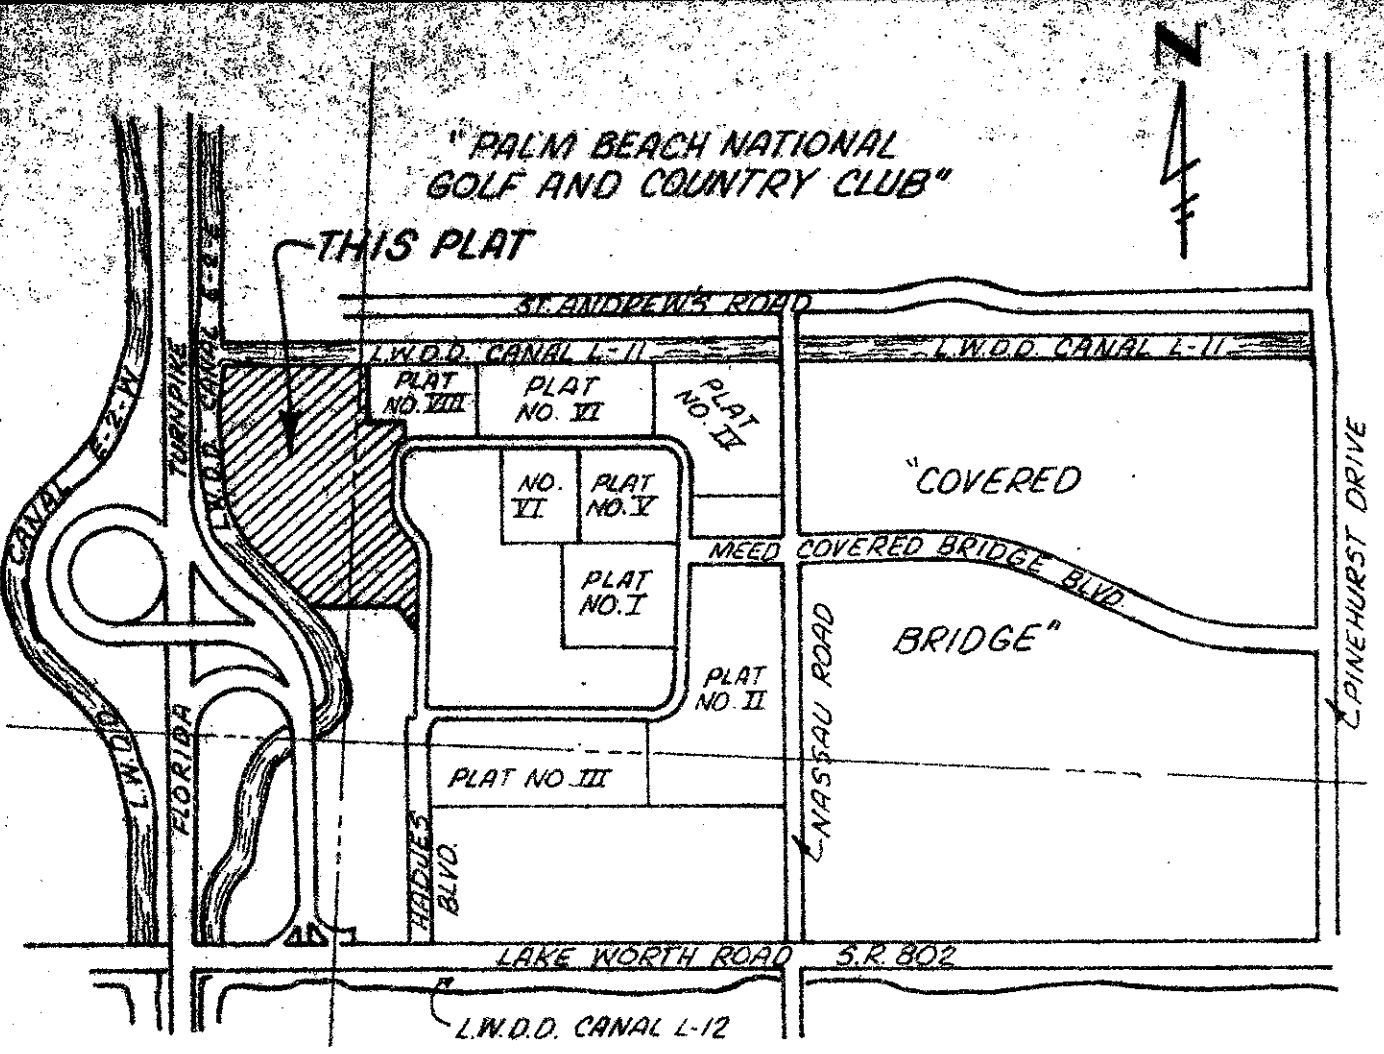 N
"PALM BEACH NATIONAL
GOLF AND COUNTRY CLUB"
THIS PLAT
ST. ANDREW'S ROAD
L.W.D.D. CANAL L-11
L.W.D.D. CANAL L-11
L.W.D.D. CANAL E-2-E
TURNPIKE
CANAL E-2-W
PLAT
NO. VIII
PLAT
NO. VI
PLAT
NO. IV
NO.
VI
PLAT
NO. V
"COVERED
PINEHURST DRIVE
MEED COVERED BRIDGE BLVD.
PLAT
NO. I
BRIDGE"
NASSAU ROAD
PLAT
NO. II
L.W.D.D.
FLORIDA
PLAT NO. III
HADJES
BLVD.
LAKE WORTH ROAD S.R. 802
L.W.D.D. CANAL L-12